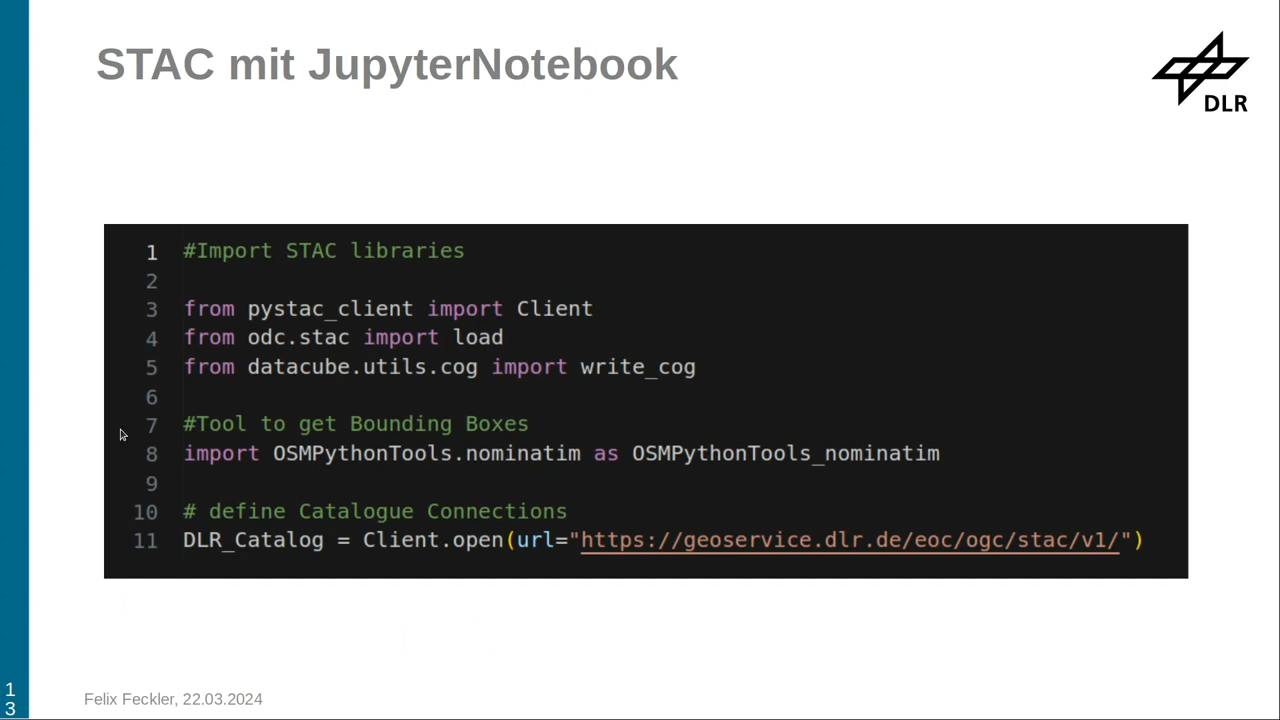 STAC mit JupyterNotebook
DLR
1 #Import STAC libraries
2
3 from pystac_client import Client
4 from odc.stac import load
5 from datacube.utils.cog import write_cog
6
7 #Tool to get Bounding Boxes
8 import OSMPythonTools.nominatim as OSMPythonTools_nominatim
9
10 # define Catalogue Connections
11 DLR_Catalog = Client.open(url="https://geoservice.dlr.de/eoc/ogc/stac/v1/")
1
3
Felix Feckler, 22.03.2024